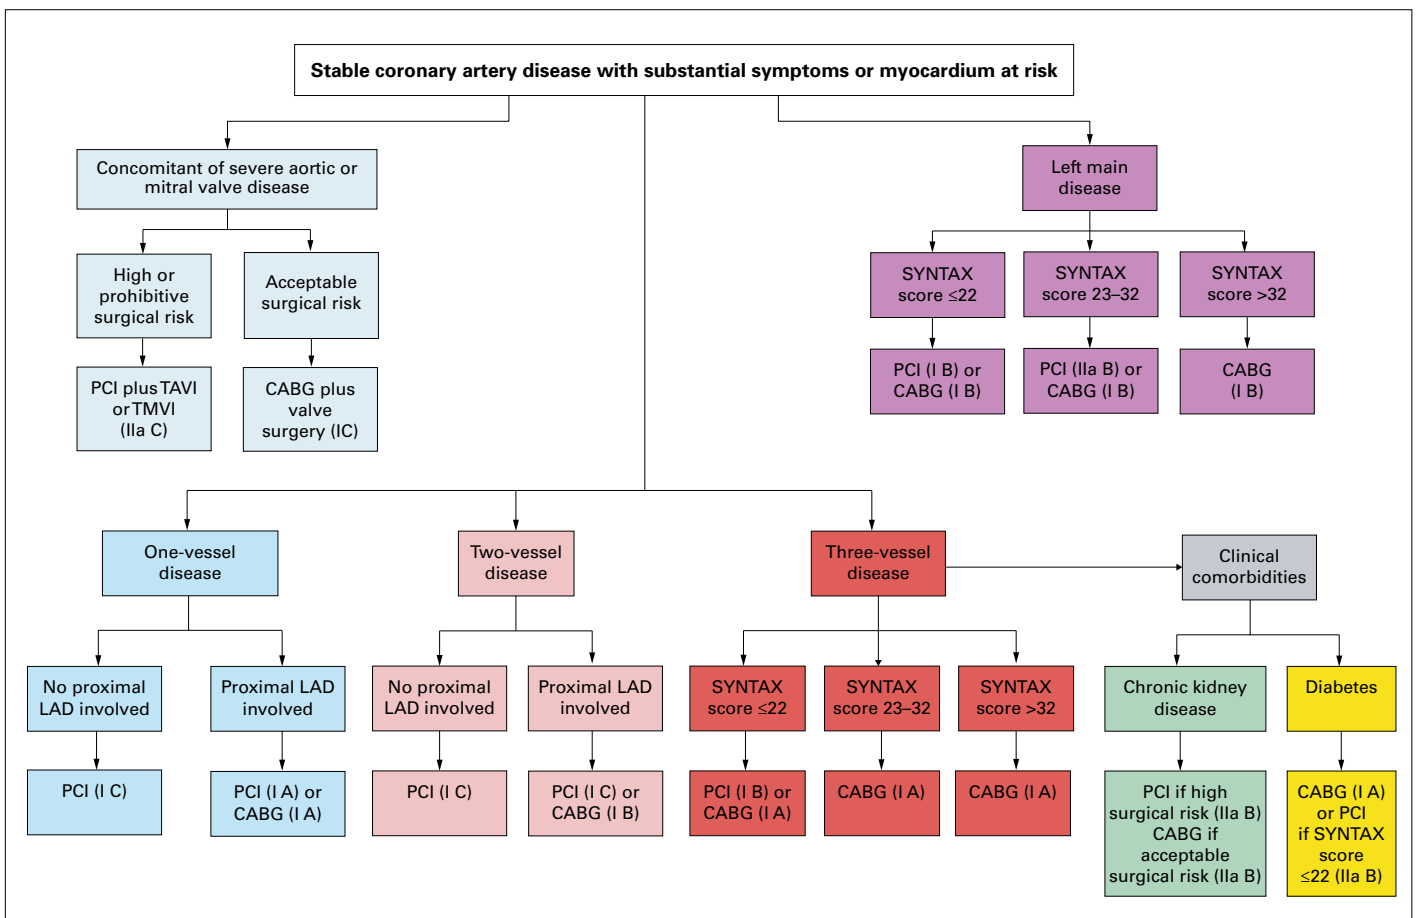 Stable coronary artery disease with substantial symptoms or myocardium at risk
Concomitant of severe aortic or
mitral valve disease
High or
prohibitive
surgical risk
Acceptable
surgical risk
PCI plus TAVI
or TMVI
(IIa C)
CABG plus
valve
surgery (IC)
Left main
disease
SYNTAX
score ≤22
SYNTAX
score 23–32
SYNTAX
score >32
PCI (I B) or
CABG (I B)
PCI (IIa B) or
CABG (I B)
CABG
(I B)
One-vessel
disease
Two-vessel
disease
Three-vessel
disease
Clinical
comorbidities
No proximal
LAD involved
Proximal LAD
involved
No proximal
LAD involved
Proximal LAD
involved
SYNTAX
score ≤22
SYNTAX
score 23–32
SYNTAX
score >32
Chronic kidney
disease
Diabetes
PCI (I C)
PCI (I A) or
CABG (I A)
PCI (I C)
PCI (I C) or
CABG (I B)
PCI (I B) or
CABG (I A)
CABG (I A)
CABG (I A)
PCI if high
surgical risk (IIa B)
CABG if
acceptable
surgical risk (IIa B)
CABG (I A)
or PCI
if SYNTAX
score
≤22 (IIa B)